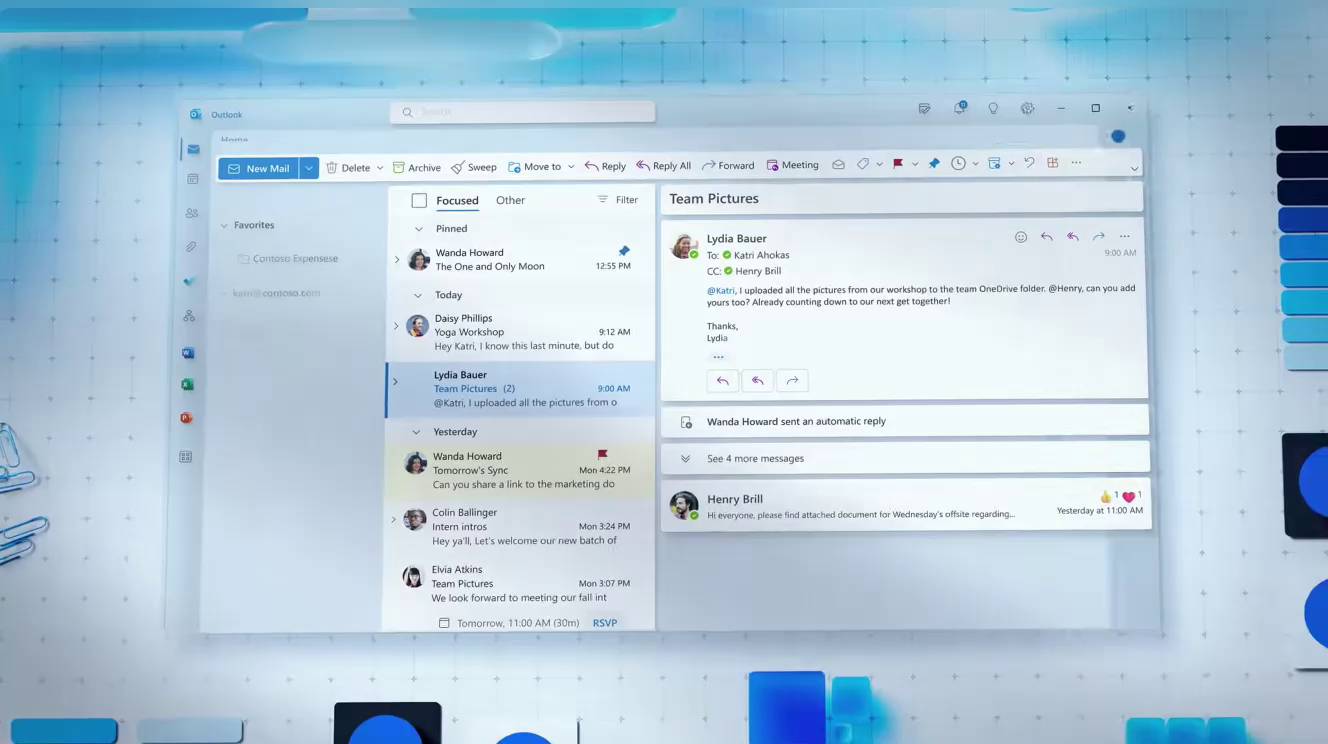 Outlook
Search
Home
New Mail
Delete
Archive
Sweep
Move to
Reply
Reply All
Forward
Meeting
Favorites
Contoso Expensese
katri@contoso.com
Focused
Other
Filter
Pinned
Wanda Howard
The One and Only Moon
12:55 PM
Today
Daisy Phillips
Yoga Workshop
9:12 AM
Hey Katri, I know this last minute, but do
Lydia Bauer
Team Pictures (2)
9:00 AM
@Katri, I uploaded all the pictures from o
Yesterday
Wanda Howard
Tomorrow's Sync
Mon 4:22 PM
Can you share a link to the marketing do
Colin Ballinger
Intern intros
Mon 3:24 PM
Hey ya'll, Let's welcome our new batch of
Elvia Atkins
Team Pictures
Mon 3:07 PM
We look forward to meeting our fall int
Tomorrow, 11:00 AM (30m)
RSVP
Team Pictures
Lydia Bauer
To: Katri Ahokas
9:00 AM
CC: Henry Brill
@Katri, I uploaded all the pictures from our workshop to the team OneDrive folder. @Henry, can you add
yours too? Already counting down to our next get together!
Thanks,
Lydia
Wanda Howard sent an automatic reply
See 4 more messages
Henry Brill
1 1
Hi everyone, please find attached document for Wednesday's offsite regarding...
Yesterday at 11:00 AM